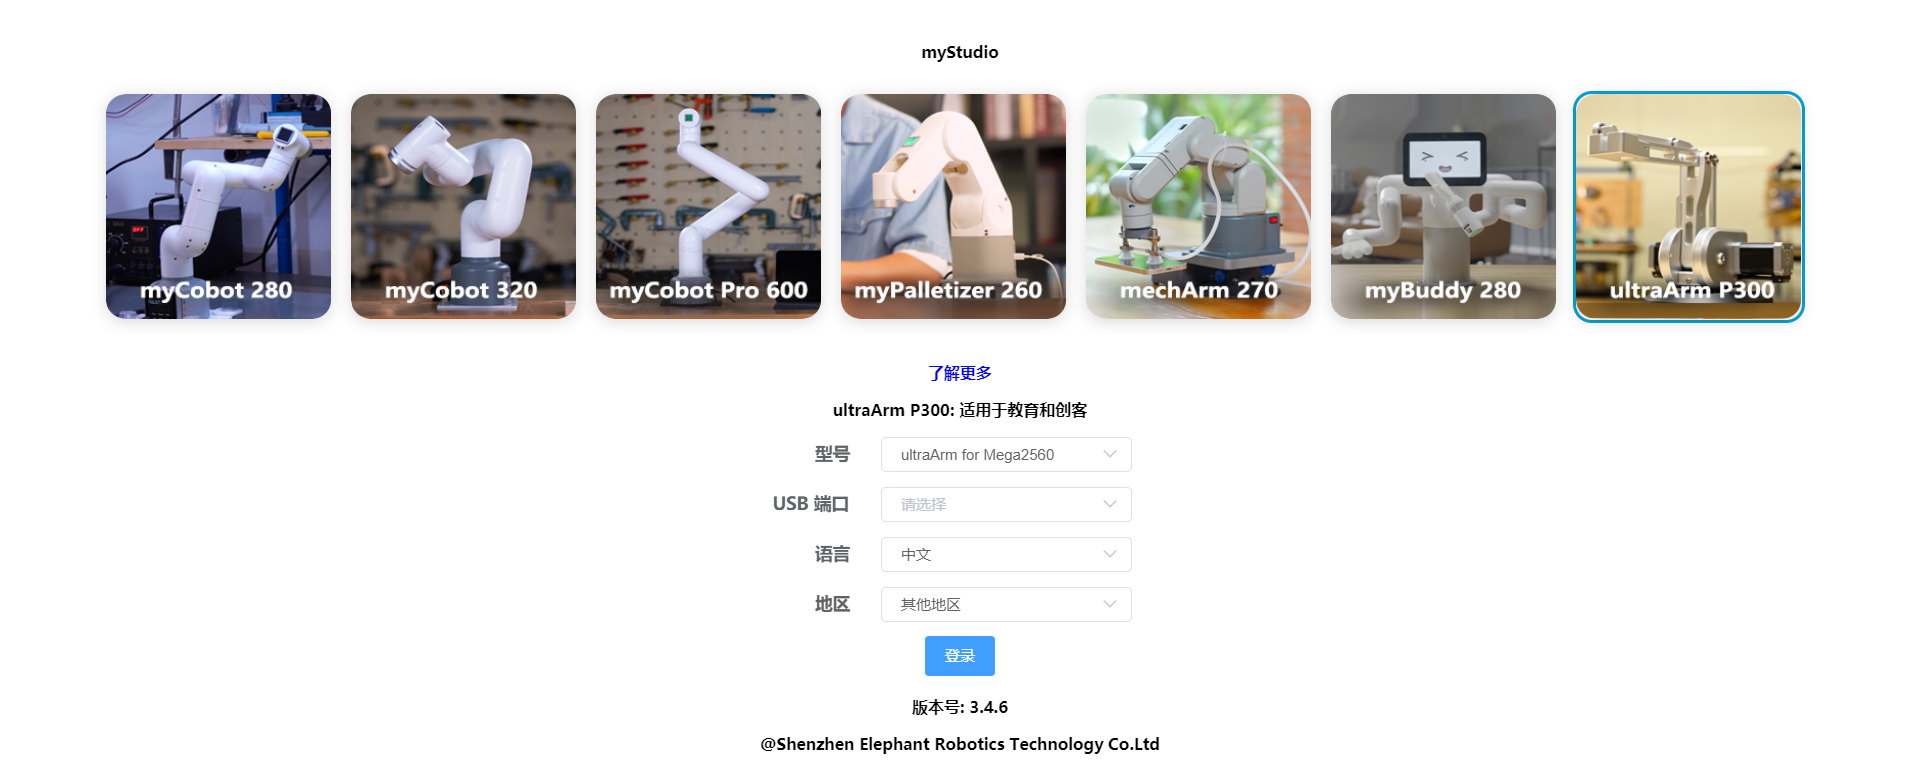 myStudio
myCobot 280
myCobot 320
myCobot Pro 600
myPalletizer 260
mechArm 270
myBuddy 280
ultraArm P300
了解更多
ultraArm P300: 适用于教育和创客
型号 ultraArm for Mega2560
USB 端口 请选择
语言 中文
地区 其他地区
登录
版本号: 3.4.6
@Shenzhen Elephant Robotics Technology Co.Ltd